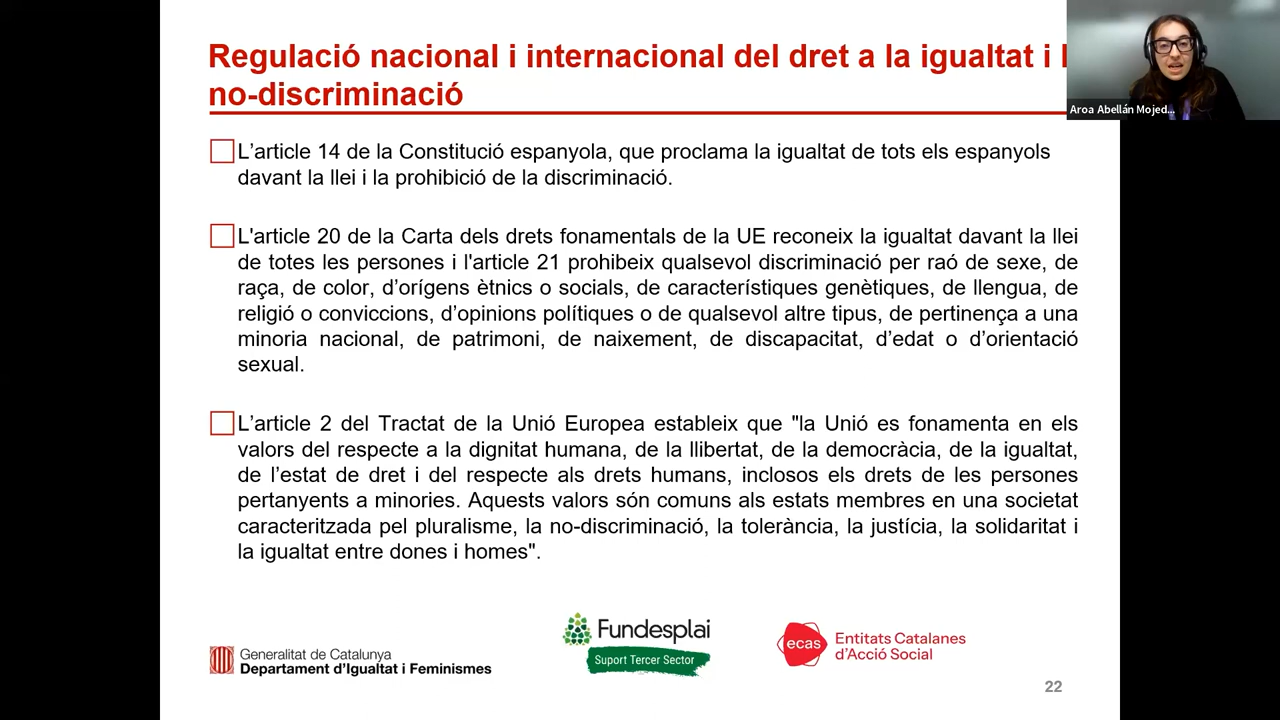 Regulació nacional i internacional del dret a la igualtat i
no-discriminació
Aroa Abellán Mojed...
L'article 14 de la Constitució espanyola, que proclama la igualtat de tots els espanyols
davant la llei i la prohibició de la discriminació.
L'article 20 de la Carta dels drets fonamentals de la UE reconeix la igualtat davant la llei
de totes les persones i l'article 21 prohibeix qualsevol discriminació per raó de sexe, de
raça, de color, d'orígens ètnics o socials, de característiques genètiques, de llengua, de
religió o conviccions, d'opinions polítiques o de qualsevol altre tipus, de pertinença a una
minoria nacional, de patrimoni, de naixement, de discapacitat, d'edat o d'orientació
sexual.
L'article 2 del Tractat de la Unió Europea estableix que "la Unió es fonamenta en els
valors del respecte a la dignitat humana, de la llibertat, de la democràcia, de la igualtat,
de l'estat de dret i del respecte als drets humans, inclosos els drets de les persones
pertanyents a minories. Aquests valors són comuns als estats membres en una societat
caracteritzada pel pluralisme, la no-discriminació, la tolerància, la justícia, la solidaritat i
la igualtat entre dones i homes".
Generalitat de Catalunya
Departament d'Igualtat i Feminismes
Fundesplai
Suport Tercer Sector
ecas
Entitats Catalanes
d'Acció Social
22